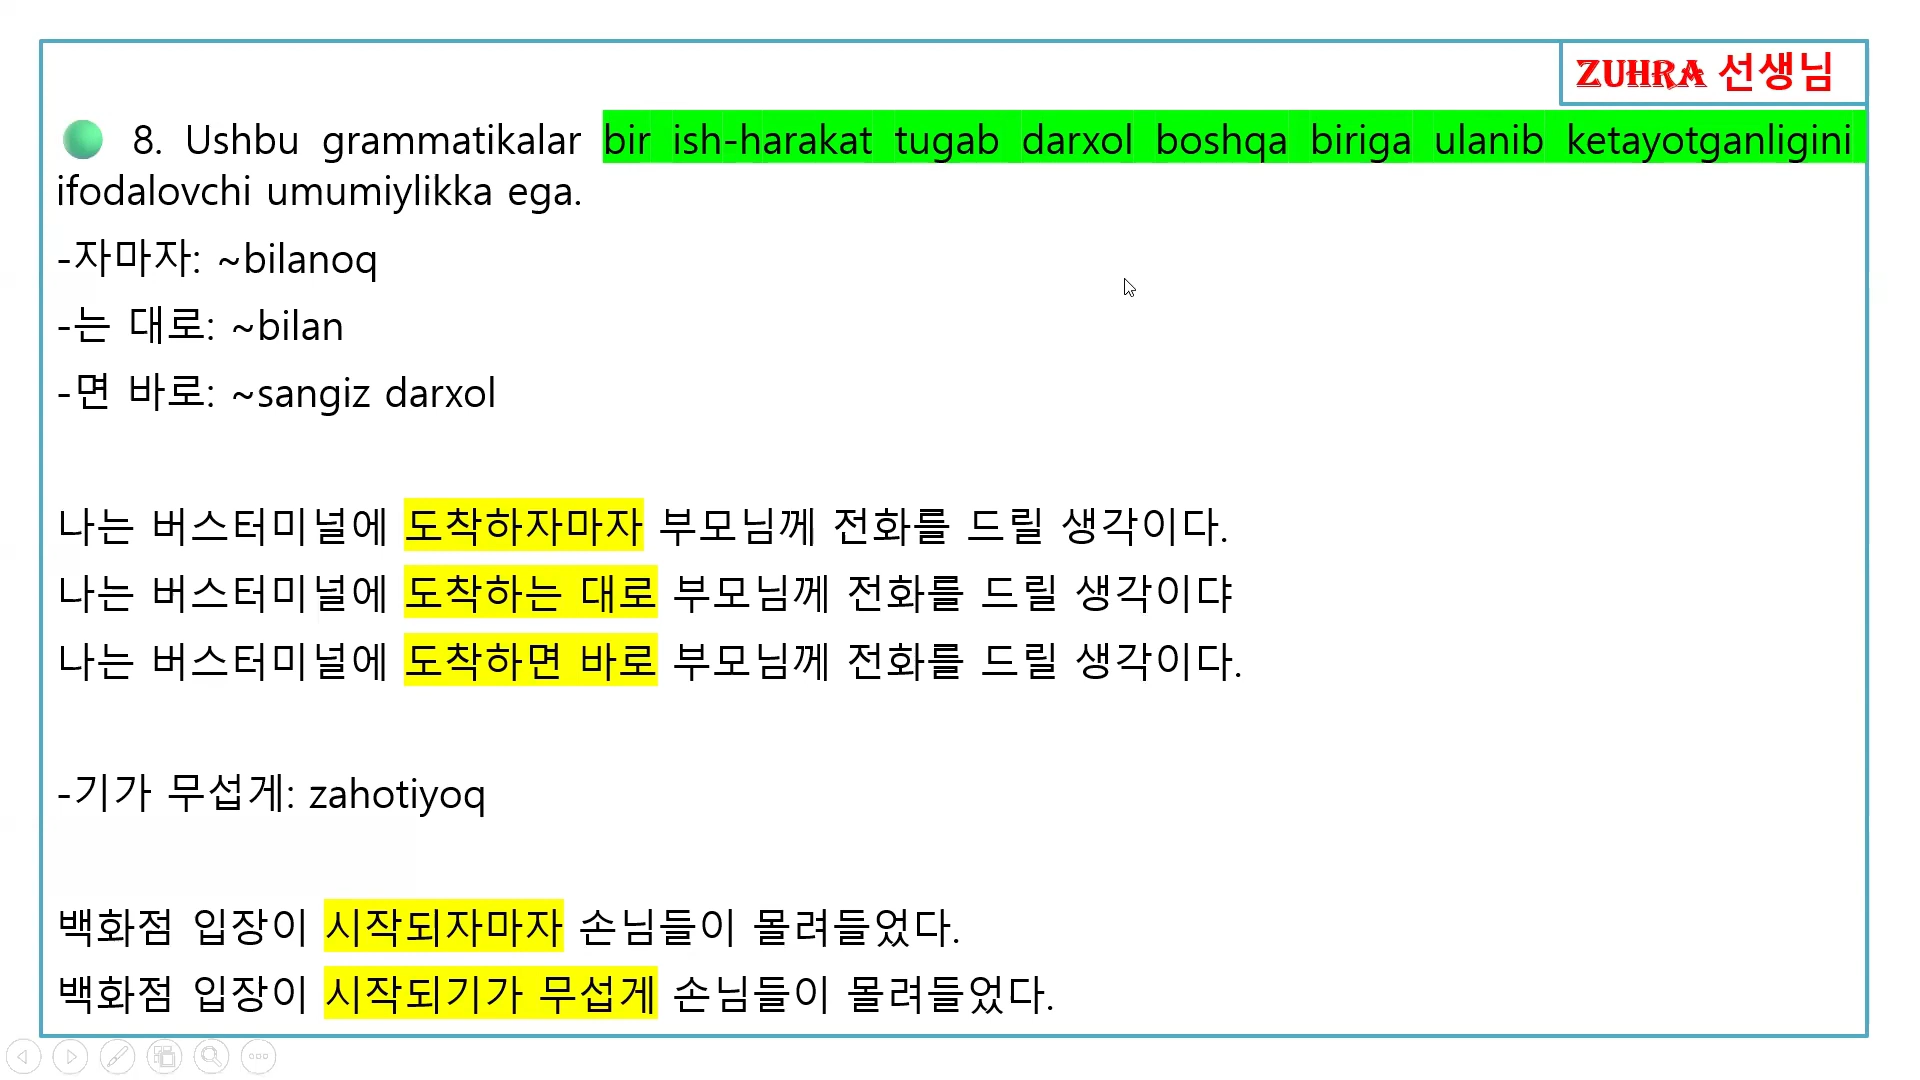 ZUHRA 선생님
8. Ushbu grammatikalar bir ish-harakat tugab darxol boshqa biriga ulanib ketayotganligini
ifodalovchi umumiylikka ega.
-자마자: ~bilanoq
-는 대로: ~bilan
-면 바로: ~sangiz darxol
나는 버스터미널에 도착하자마자 부모님께 전화를 드릴 생각이다.
나는 버스터미널에 도착하는 대로 부모님께 전화를 드릴 생각이댜
나는 버스터미널에 도착하면 바로 부모님께 전화를 드릴 생각이다.
-기가 무섭게: zahotiyoq
백화점 입장이 시작되자마자 손님들이 몰려들었다.
백화점 입장이 시작되기가 무섭게 손님들이 몰려들었다.